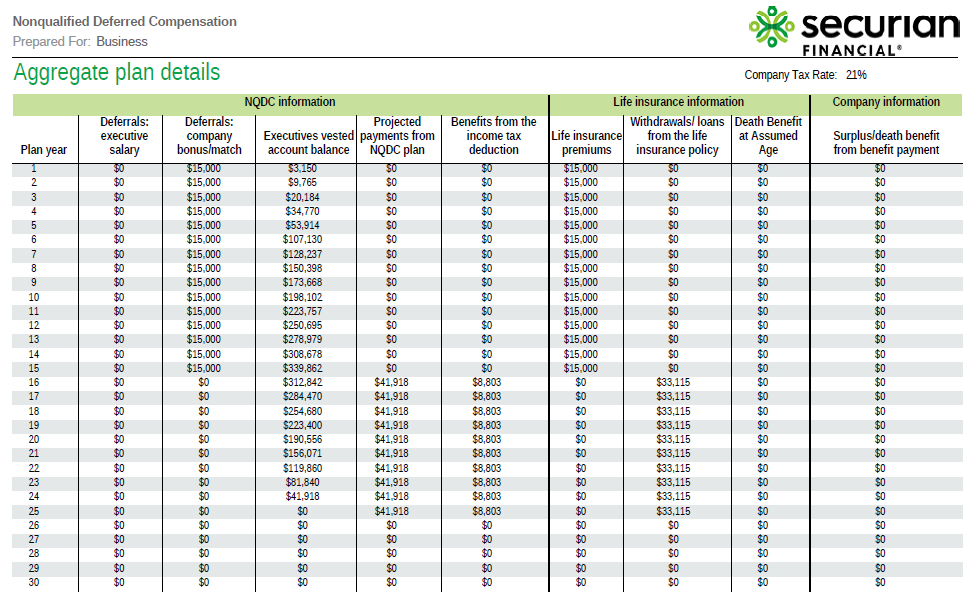 Nonqualified Deferred Compensation
Prepared For: Business
securian
FINANCIAL®
Aggregate plan details
Company Tax Rate: 21%
NQDC information Life insurance information Company information
Deferrals: Deferrals: Projected Benefits from the Withdrawals/ loans Death Benefit
executive company Executives vested payments from income tax Life insurance from the life at Assumed Surplus/death benefit
Plan year salary bonus/match account balance NQDC plan deduction premiums insurance policy Age from benefit payment
1 $0 $15,000 $3,150 $0 $0 $15,000 $0 $0 $0
2 $0 $15,000 $9,765 $0 $0 $15,000 $0 $0 $0
3 $0 $15,000 $20,184 $0 $0 $15,000 $0 $0 $0
4 $0 $15,000 $34,770 $0 $0 $15,000 $0 $0 $0
5 $0 $15,000 $53,914 $0 $0 $15,000 $0 $0 $0
6 $0 $15,000 $107,130 $0 $0 $15,000 $0 $0 $0
7 $0 $15,000 $128,237 $0 $0 $15,000 $0 $0 $0
8 $0 $15,000 $150,398 $0 $0 $15,000 $0 $0 $0
9 $0 $15,000 $173,668 $0 $0 $15,000 $0 $0 $0
10 $0 $15,000 $198,102 $0 $0 $15,000 $0 $0 $0
11 $0 $15,000 $223,757 $0 $0 $15,000 $0 $0 $0
12 $0 $15,000 $250,695 $0 $0 $15,000 $0 $0 $0
13 $0 $15,000 $278,979 $0 $0 $15,000 $0 $0 $0
14 $0 $15,000 $308,678 $0 $0 $15,000 $0 $0 $0
15 $0 $15,000 $339,862 $0 $0 $15,000 $0 $0 $0
16 $0 $0 $312,842 $41,918 $8,803 $0 $33,115 $0 $0
17 $0 $0 $284,470 $41,918 $8,803 $0 $33,115 $0 $0
18 $0 $0 $254,680 $41,918 $8,803 $0 $33,115 $0 $0
19 $0 $0 $223,400 $41,918 $8,803 $0 $33,115 $0 $0
20 $0 $0 $190,556 $41,918 $8,803 $0 $33,115 $0 $0
21 $0 $0 $156,071 $41,918 $8,803 $0 $33,115 $0 $0
22 $0 $0 $119,860 $41,918 $8,803 $0 $33,115 $0 $0
23 $0 $0 $81,840 $41,918 $8,803 $0 $33,115 $0 $0
24 $0 $0 $41,918 $41,918 $8,803 $0 $33,115 $0 $0
25 $0 $0 $0 $41,918 $8,803 $0 $33,115 $0 $0
26 $0 $0 $0 $0 $0 $0 $0 $0 $0
27 $0 $0 $0 $0 $0 $0 $0 $0 $0
28 $0 $0 $0 $0 $0 $0 $0 $0 $0
29 $0 $0 $0 $0 $0 $0 $0 $0 $0
30 $0 $0 $0 $0 $0 $0 $0 $0 $0